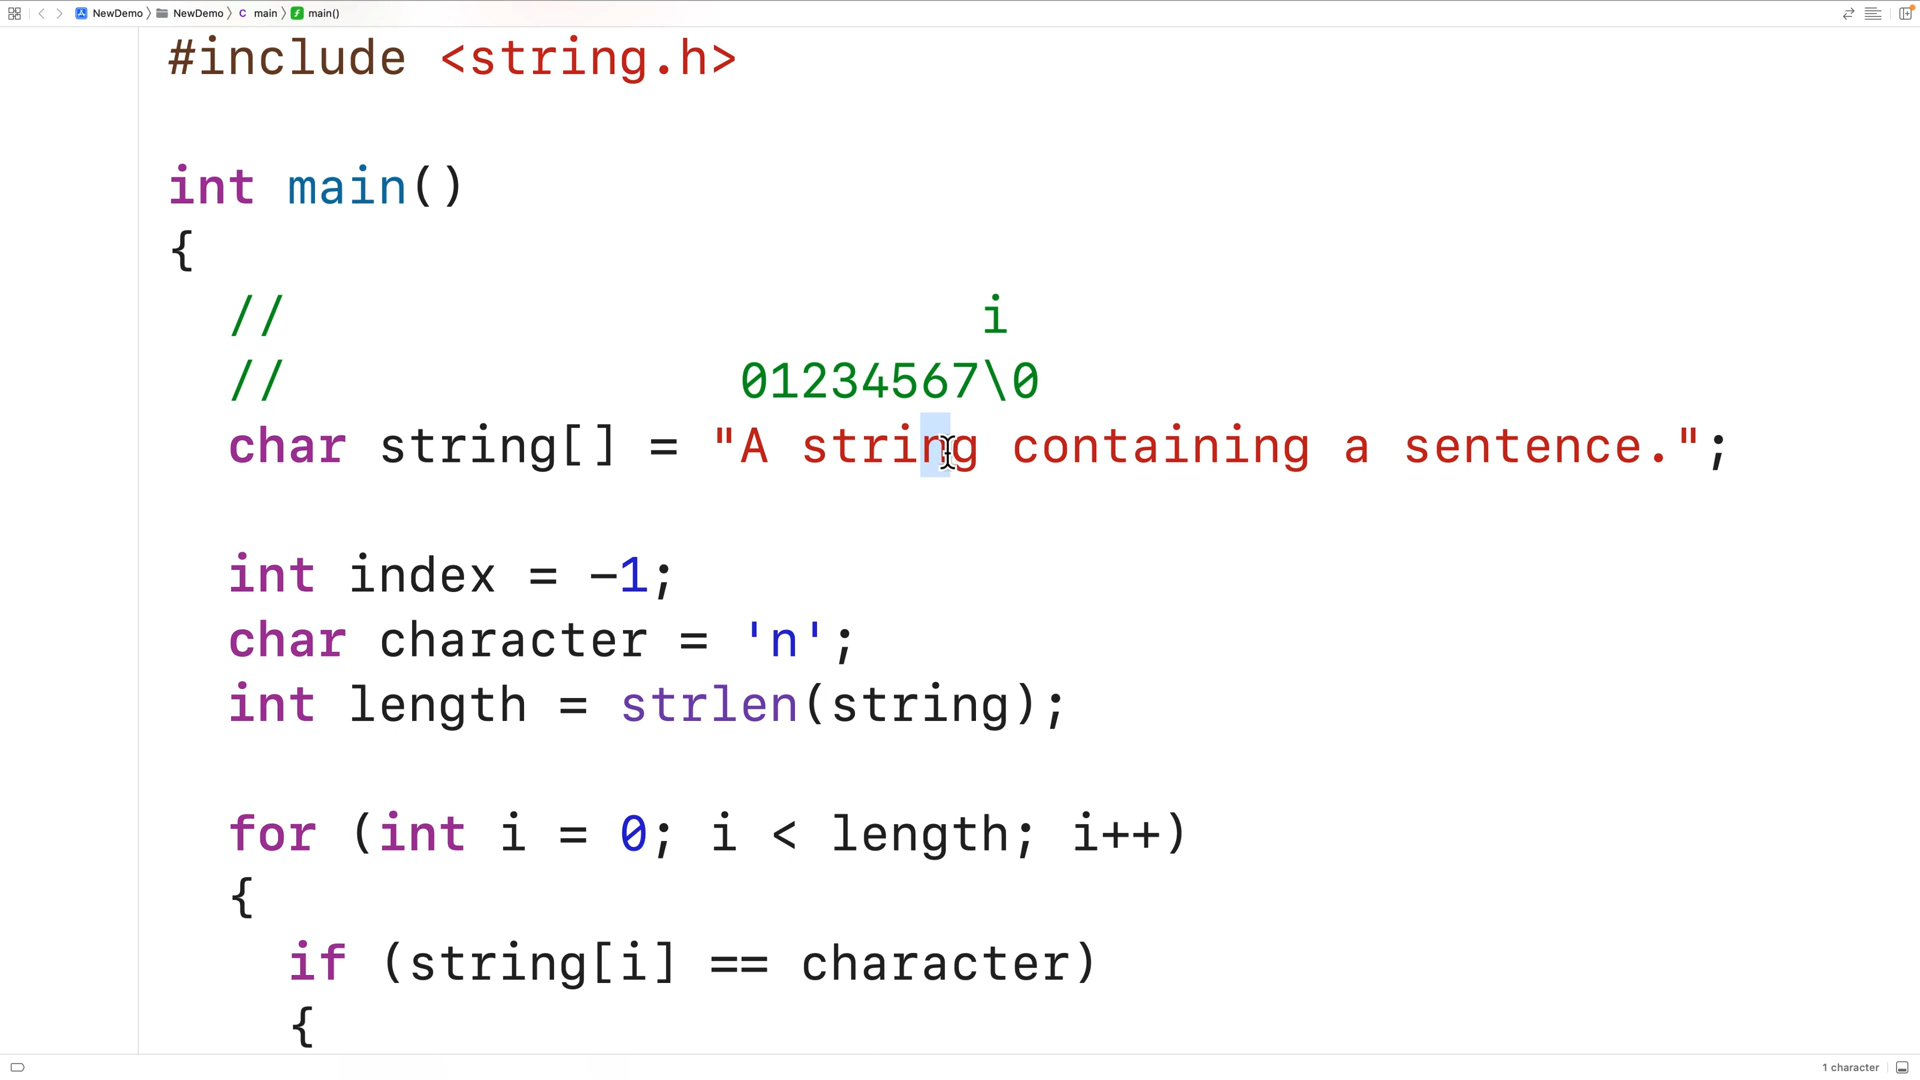 NewDemo 〉 NewDemo 〉 C main 〉 f main()
#include <string.h>
int main()
{
// i
// 01234567\0
char string[] = "A string containing a sentence.";
int index = -1;
char character = 'n';
int length = strlen(string);
for (int i = 0; i < length; i++)
{
if (string[i] == character)
{
1 character